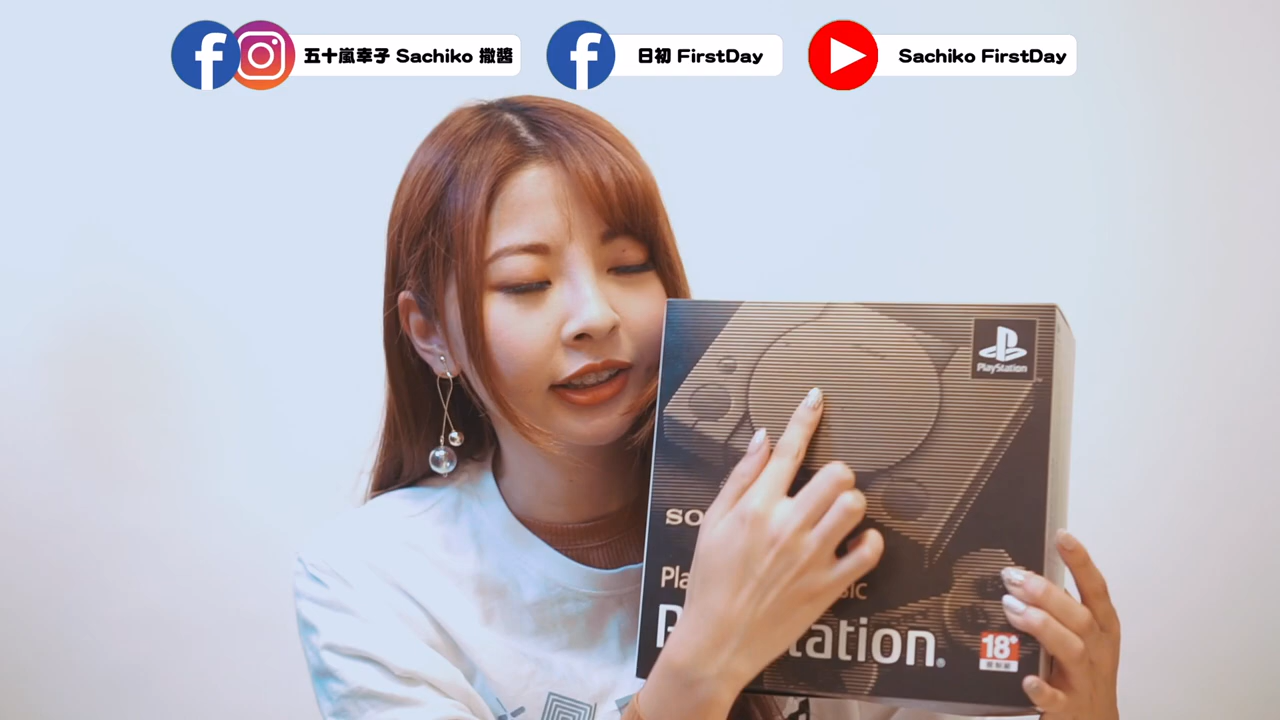 五十嵐幸子 Sachiko 撒醬
日初 FirstDay
Sachiko FirstDay
PlayStation
SO
Pla sic
P tation
18+